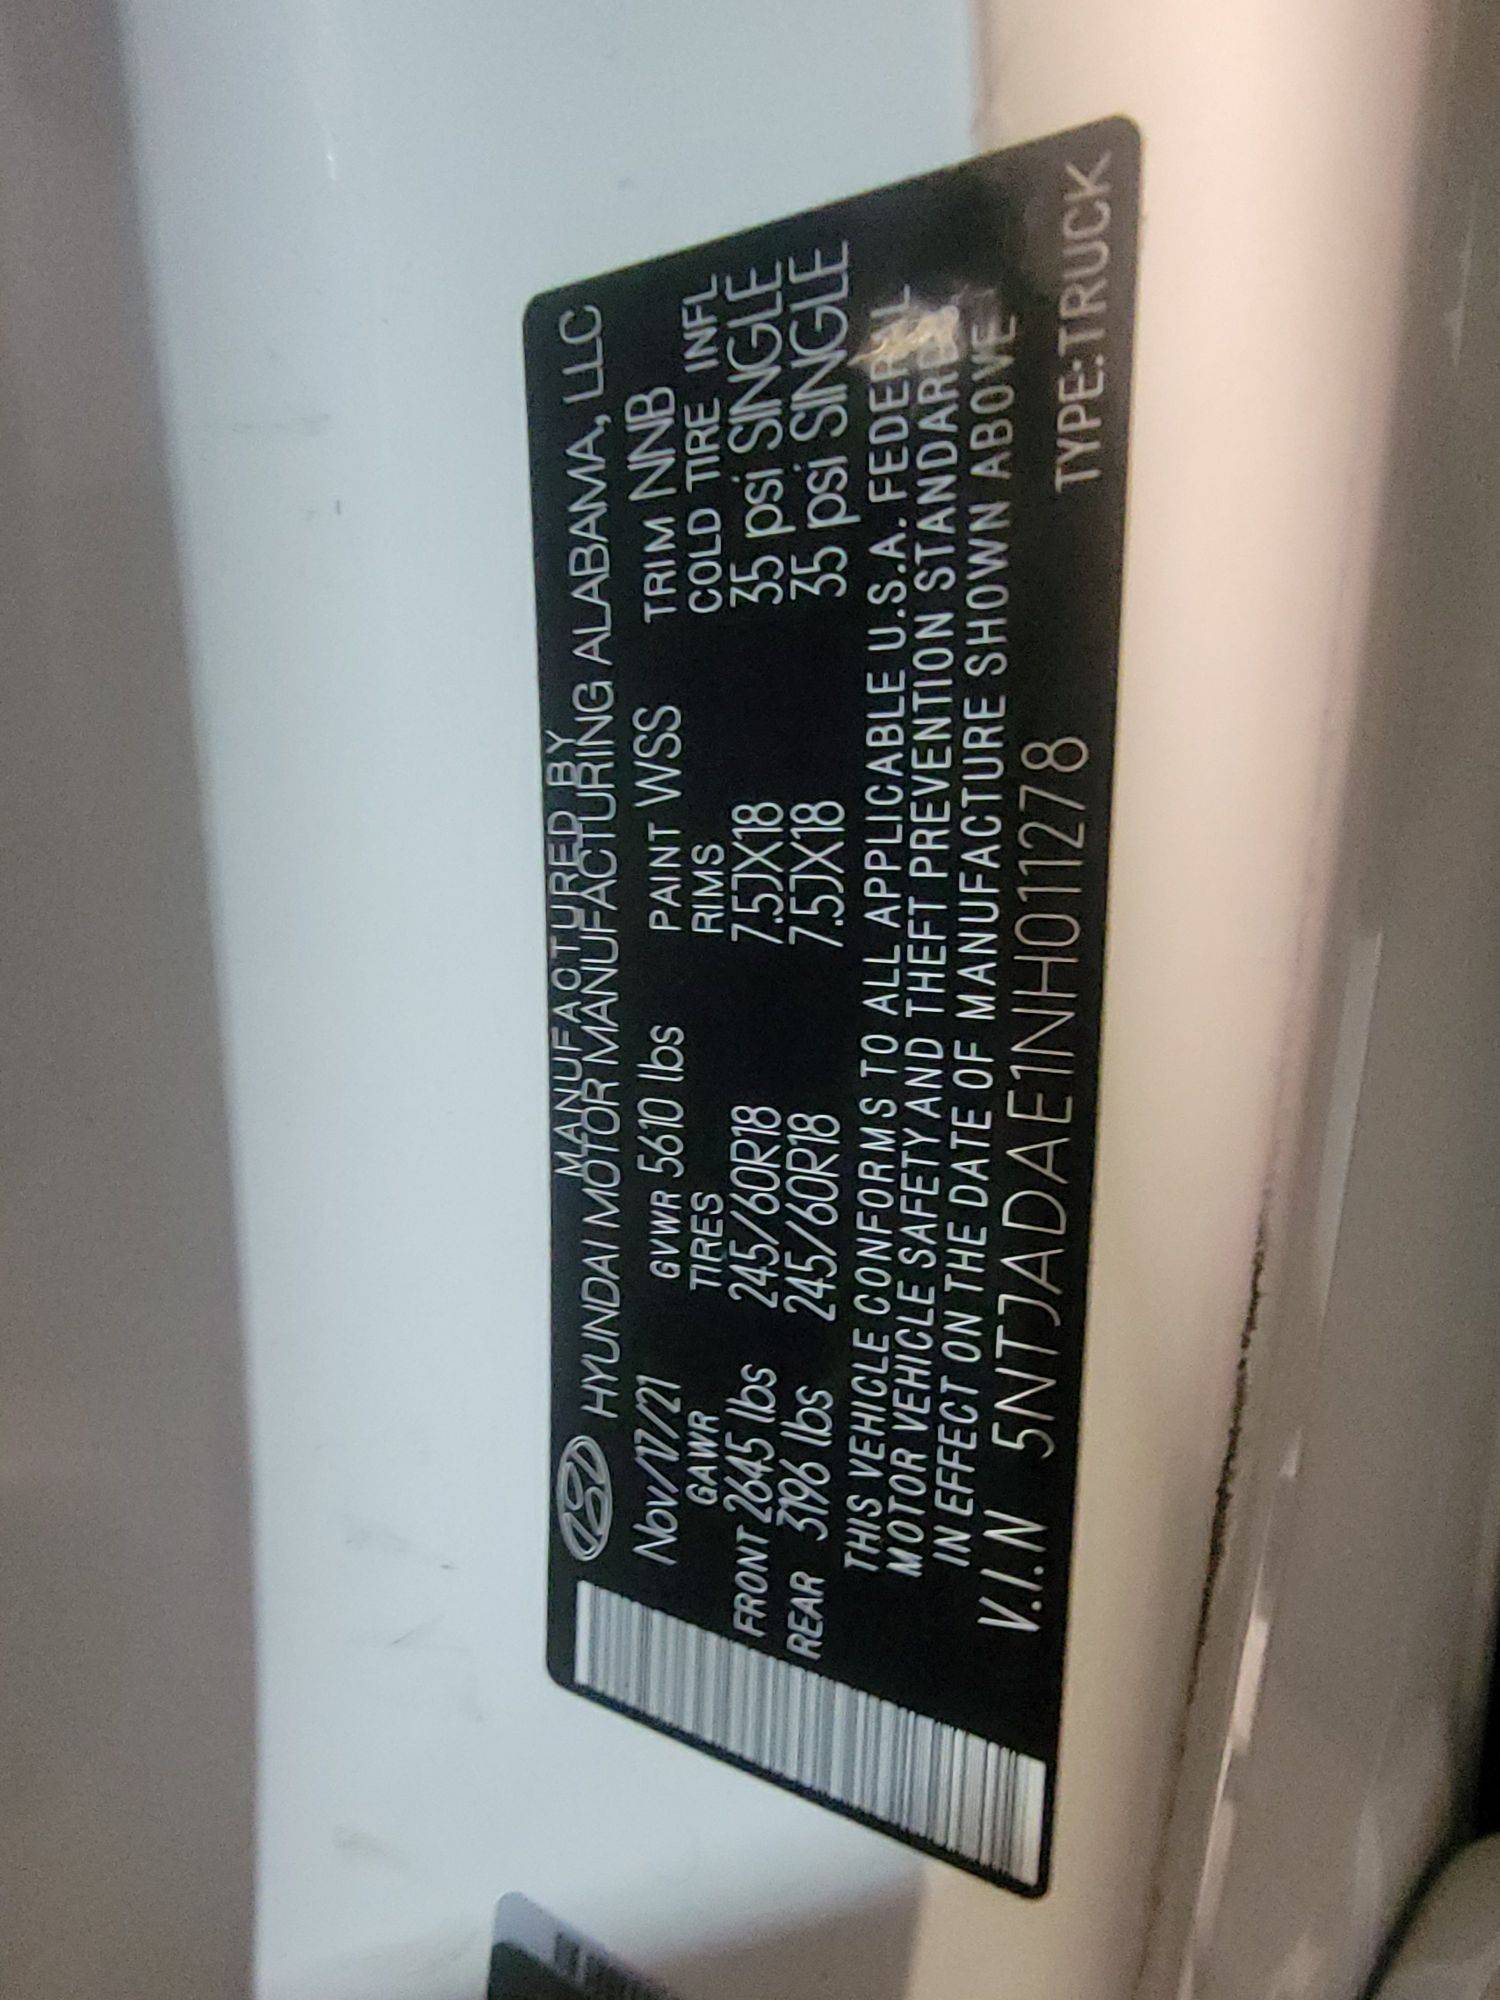 MANUFACTURED BY
HYUNDAI MOTOR MANUFACTURING ALABAMA, LLC
Nov/17/21 GVWR 5610 lbs PAINT WSS TRIM NNB
GAWR TIRES RIMS COLD TIRE INFL
FRONT 2645 lbs 245/60R18 7.5JX18 35 psi SINGLE
REAR 3196 lbs 245/60R18 7.5JX18 35 psi SINGLE
THIS VEHICLE CONFORMS TO ALL APPLICABLE U.S.A. FEDERAL
MOTOR VEHICLE SAFETY AND THEFT PREVENTION STANDARDS
IN EFFECT ON THE DATE OF MANUFACTURE SHOWN ABOVE
V.I.N 5NTJADAE1NH011278 TYPE:TRUCK